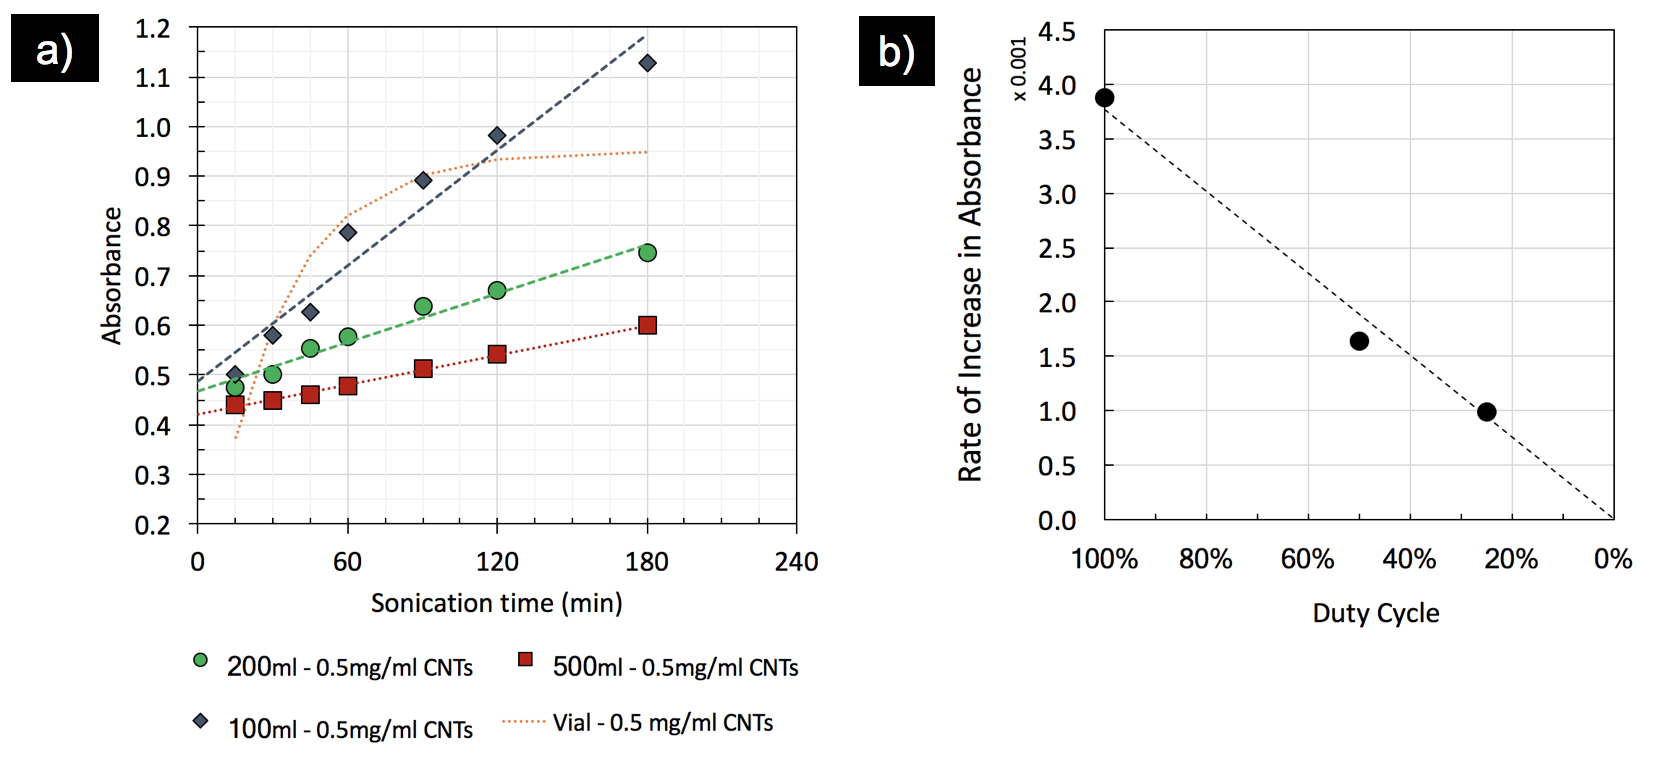 a)
Absorbance
1.2
1.1
1.0
0.9
0.8
0.7
0.6
0.5
0.4
0.3
0.2
0 60 120 180 240
Sonication time (min)
200ml - 0.5mg/ml CNTs
500ml - 0.5mg/ml CNTs
100ml - 0.5mg/ml CNTs
Vial - 0.5 mg/ml CNTs
b)
Rate of Increase in Absorbance
x 0.001
4.5
4.0
3.5
3.0
2.5
2.0
1.5
1.0
0.5
0.0
100% 80% 60% 40% 20% 0%
Duty Cycle